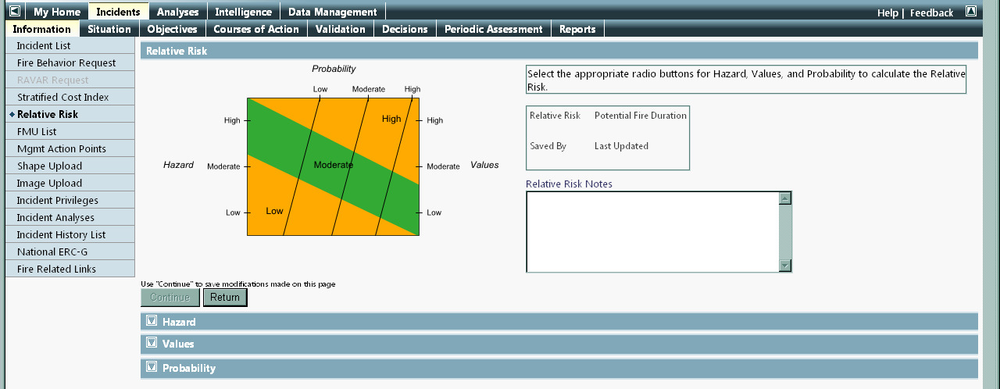 My Home Incidents Analyses Intelligence Data Management Help | Feedback
Information Situation Objectives Courses of Action Validation Decisions Periodic Assessment Reports
Incident List
Fire Behavior Request
RAVAR Request
Stratified Cost Index
Relative Risk
FMU List
Mgmt Action Points
Shape Upload
Image Upload
Incident Privileges
Incident Analyses
Incident History List
National ERC-G
Fire Related Links
Relative Risk
Probability
Low Moderate High
High High High
Hazard Moderate Moderate Moderate Values
Low Low Low
Select the appropriate radio buttons for Hazard, Values, and Probability to calculate the Relative
Risk.
Relative Risk Potential Fire Duration
Saved By Last Updated
Relative Risk Notes
Use "Continue" to save modifications made on this page
Continue Return
Hazard
Values
Probability